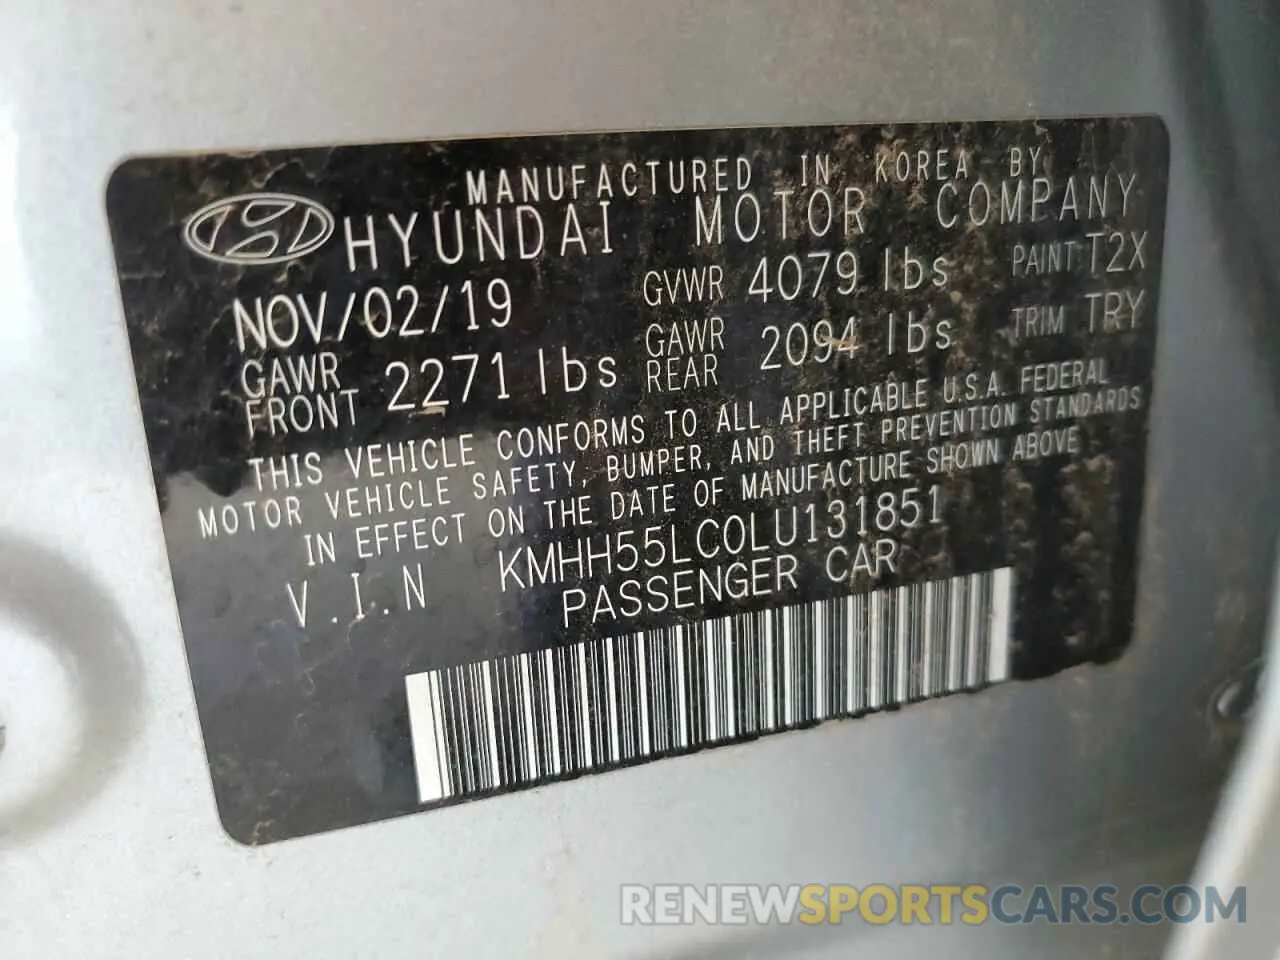 MANUFACTURED IN KOREA BY
HYUNDAI MOTOR COMPANY
NOV/02/19 GVWR 4079 lbs PAINT T2X
GAWR FRONT 2271 lbs GAWR REAR 2094 lbs TRIM TRY
THIS VEHICLE CONFORMS TO ALL APPLICABLE U.S.A. FEDERAL
MOTOR VEHICLE SAFETY, BUMPER, AND THEFT PREVENTION STANDARDS
IN EFFECT ON THE DATE OF MANUFACTURE SHOWN ABOVE
V.I.N KMHH55LC0LU131851
PASSENGER CAR
RENEWSPORTSCARS.COM